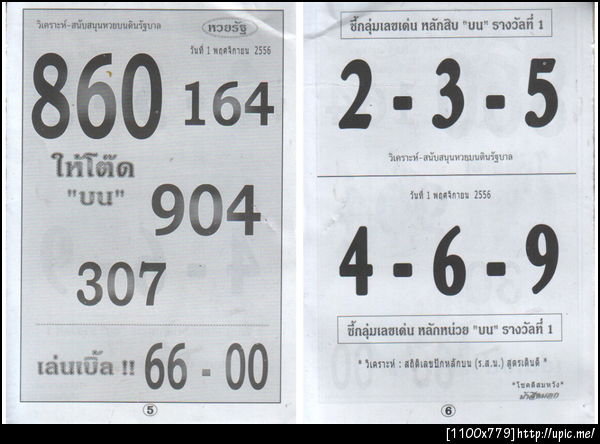 วิเคราะห์-สนับสนุนหวยบนดินรัฐบาล
หวยรัฐ
วันที่ 1 พฤศจิกายน 2556
860
164
ให้โต๊ด
"บน"
904
307
เล่นเบิ้ล !! 66 - 00
5
ชี้กลุ่มเลขเด่น หลักสิบ "บน" รางวัลที่ 1
2 - 3 - 5
วิเคราะห์-สนับสนุนหวยบนดินรัฐบาล
วันที่ 1 พฤศจิกายน 2556
4 - 6 - 9
ชี้กลุ่มเลขเด่น หลักหน่วย "บน" รางวัลที่ 1
* วิเคราะห์ : สถิติเลขปักหลักบน (ร.ส.น.) สูตรเดินดี *
*โชคดีสมหวัง*
6
[1100x779]http://upic.me/